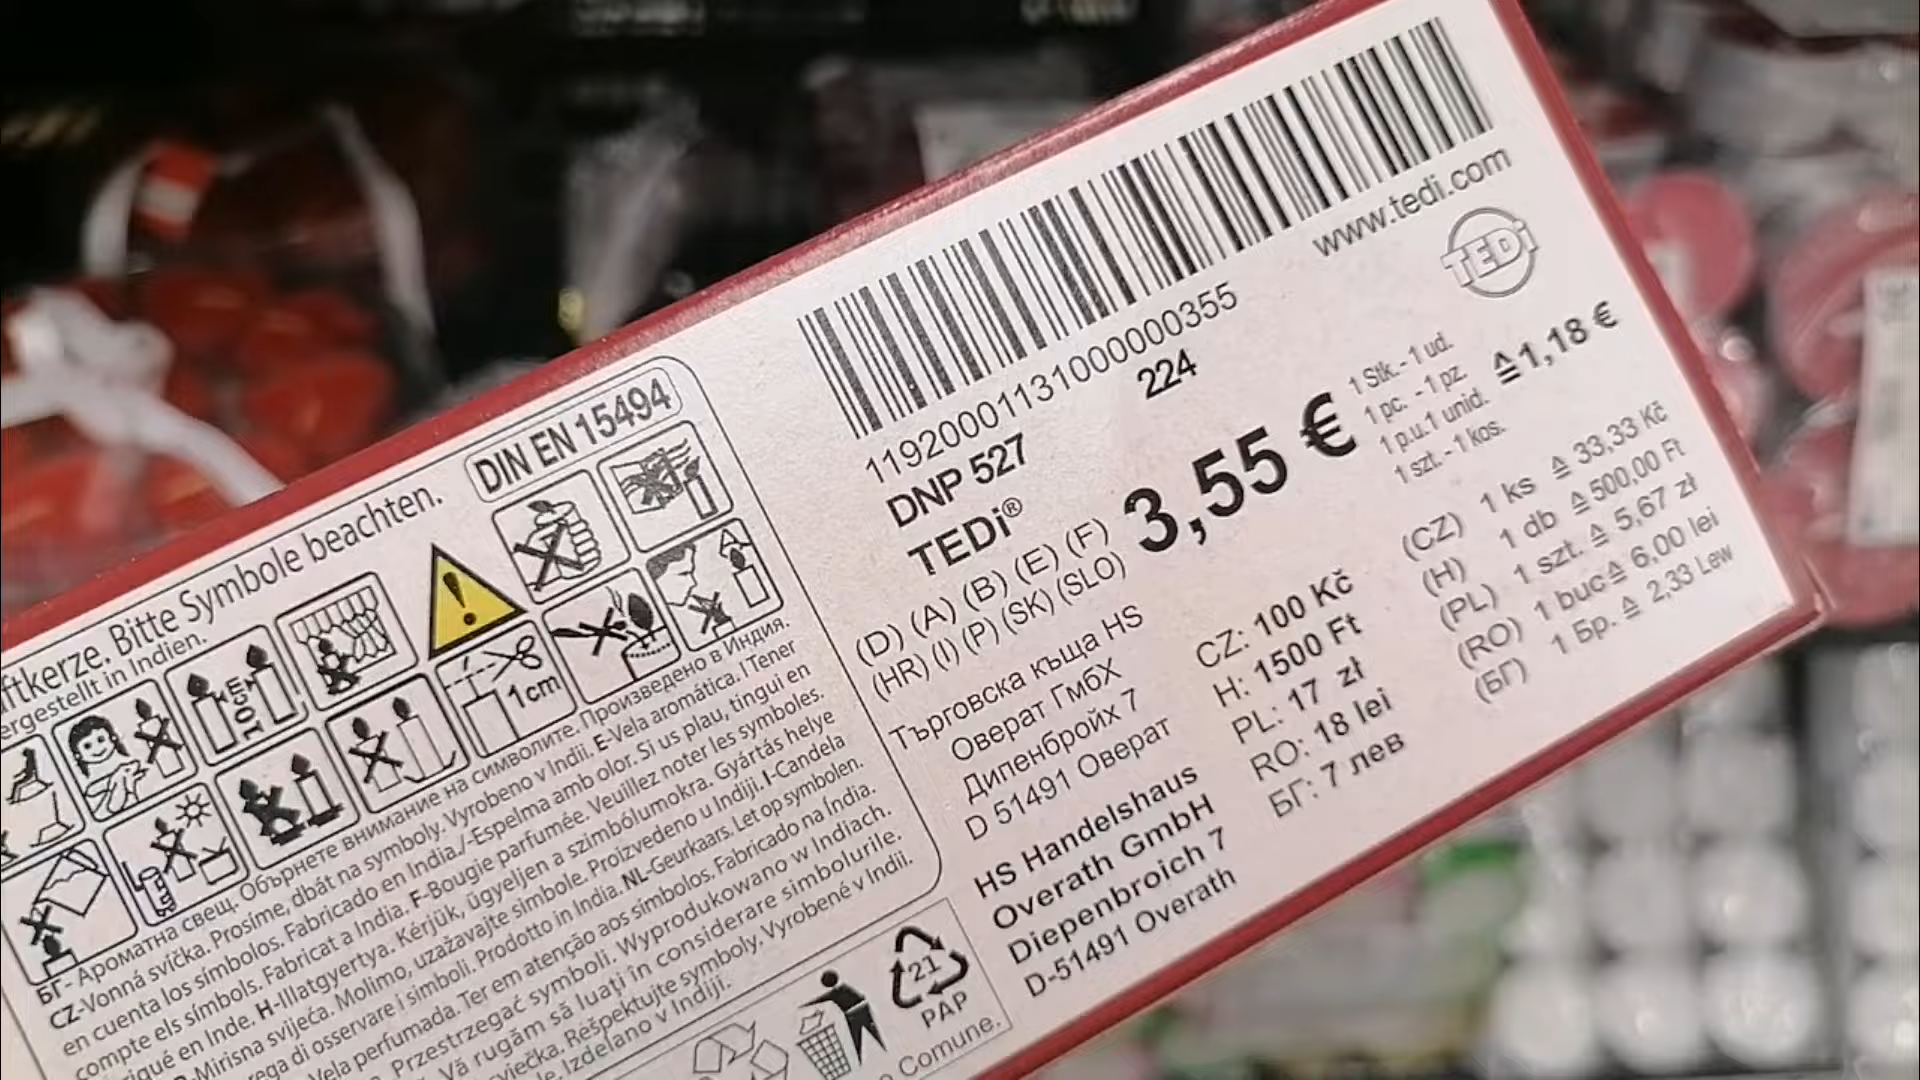 ftkerze. Bitte Symbole beachten.
ergestellt in Indien.
DIN EN 15494
10cm
1cm
БГ- Ароматна свещ. Обърнете внимание на символите. Произведено в Индия.
CZ-Vonná svíčka. Prosíme, dbát na symboly. Vyrobeno v Indii. E-Vela aromática. I Tener
en cuenta los símbolos. Fabricado en India./-Espelma amb olor. Si us plau, tingui en
compte els símbols. Fabricat a India. F-Bougie parfumée. Veuillez noter les symboles.
riqué en Inde. H-Illatgyertya. Kérjük, ügyeljen a szimbólumokra. Gyártás helye
-Mirisna svijeća. Molimo, uzažavajte simbole. Proizvedeno u Indiji. I-Candela
rega di osservare i simboli. Prodotto in India. NL-Geurkaars. Let op symbolen.
Vela perfumada. Ter em atenção aos símbolos. Fabricado na Índia.
Przestrzegać symboli. Wyprodukowano w Indiach.
Vă rugăm să luați în considerare simbolurile.
sviečka. Rešpektujte symboly. Vyrobené v Indii.
Izdelano v Indiji.
21
PAP
Comune.
www.tedi.com
TEDi
11920001131000000355
DNP 527
224
TEDi®
(D) (A) (B) (E) (F)
(HR) (I) (P) (SK) (SLO)
3,55 €
1 Stk.- 1 ud.
1 pc. - 1 pz.
1 p.u.1 unid.
1 szt. - 1 kos.
≙ 1,18 €
Търговска къща HS
Оверат ГмбХ
Дипенбройх 7
D 51491 Оверат
HS Handelshaus
Overath GmbH
Diepenbroich 7
D-51491 Overath
CZ: 100 Kč
H: 1500 Ft
PL: 17 zł
RO: 18 lei
БГ: 7 лев
(CZ) 1 ks ≙ 33,33 Kč
(H) 1 db ≙ 500,00 Ft
(PL) 1 szt. ≙ 5,67 zł
(RO) 1 buc ≙ 6,00 lei
(БГ) 1 бр. ≙ 2,33 Lew